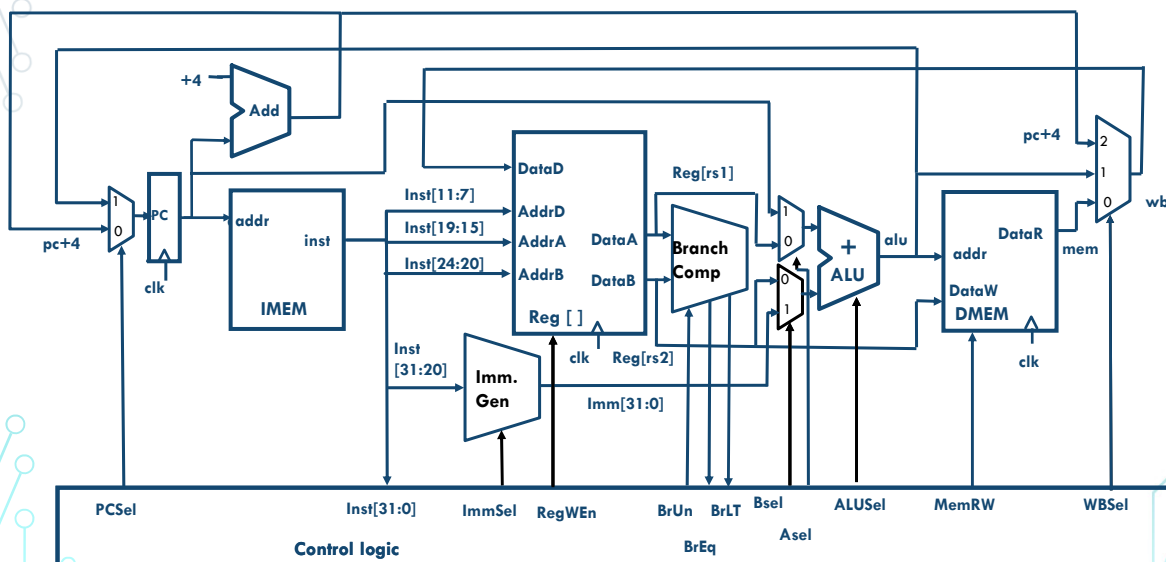 +4
Add
pc+4
2
1
0
wb
1
0
pc+4
PC
clk
addr
inst
IMEM
Inst[11:7]
Inst[19:15]
Inst[24:20]
DataD
AddrD
AddrA
AddrB
DataA
DataB
Reg [ ]
clk
Reg[rs1]
Reg[rs2]
Branch
Comp
1
0
0
1
+
ALU
alu
addr
DataR
DataW
DMEM
clk
mem
Inst
[31:20]
Imm.
Gen
Imm[31:0]
PCSel
Inst[31:0]
ImmSel
RegWEn
BrUn
BrEq
BrLT
Bsel
Asel
ALUSel
MemRW
WBSel
Control logic